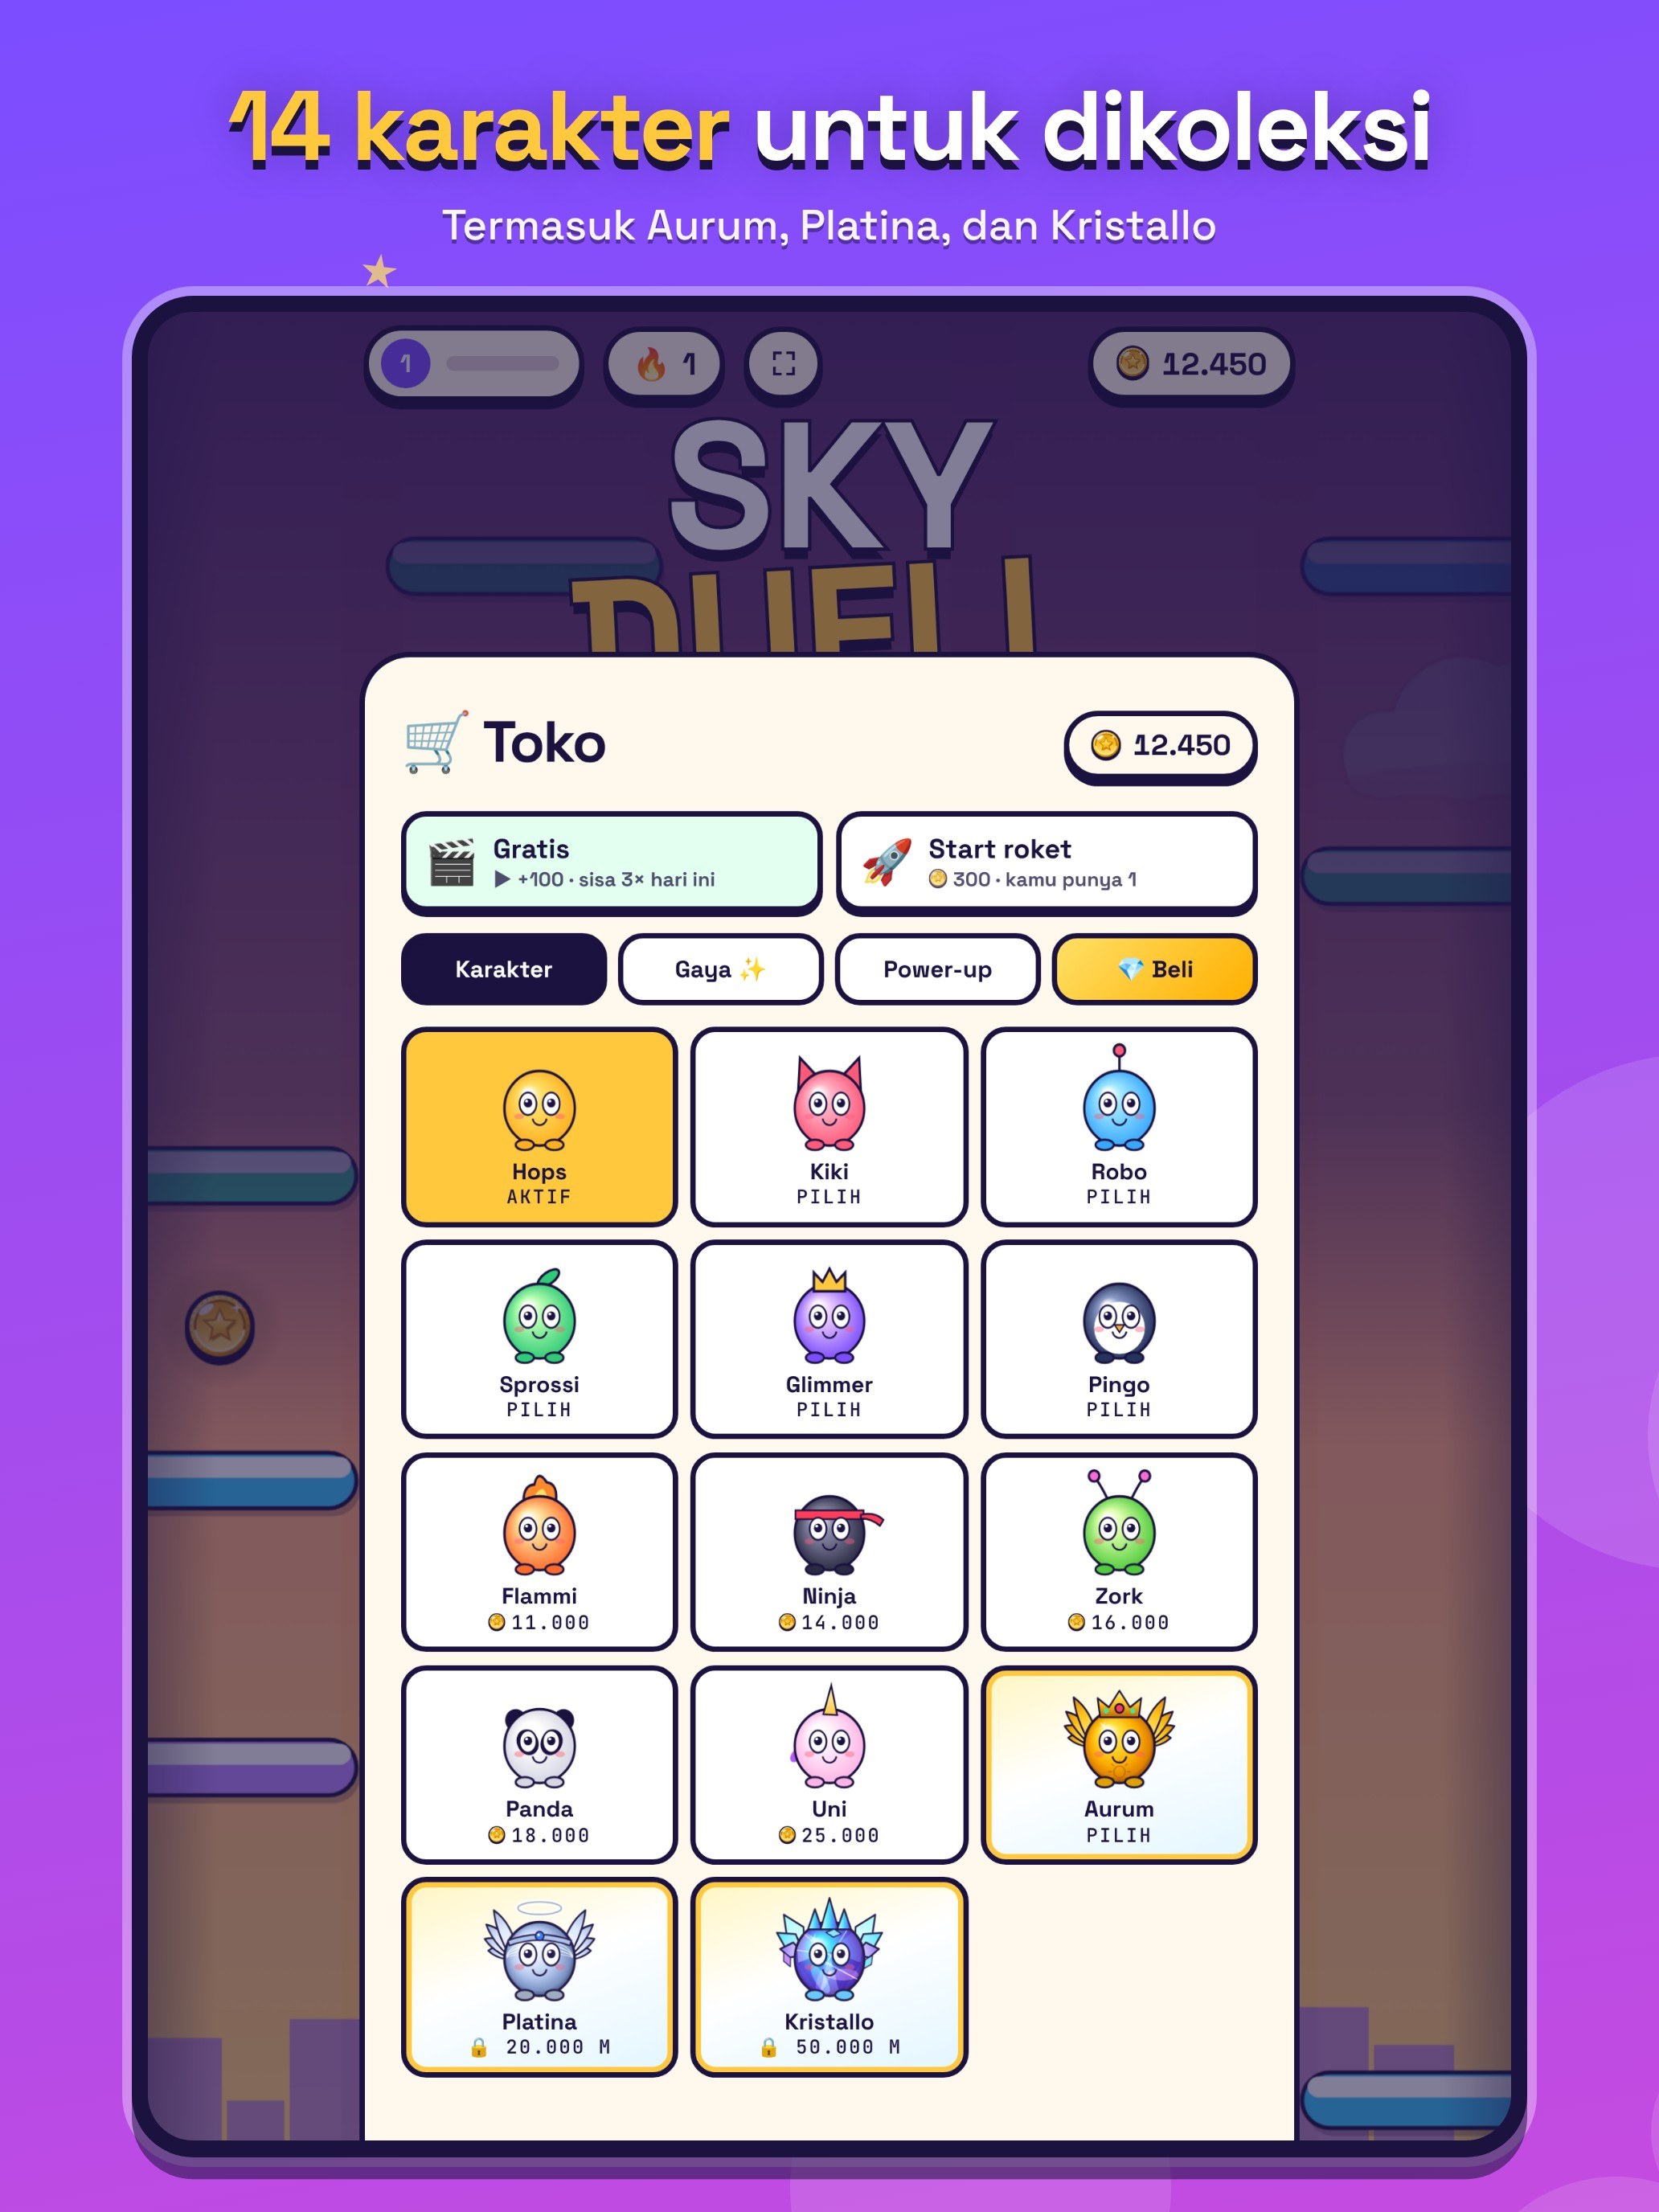 14 karakter untuk dikoleksi
Termasuk Aurum, Platina, dan Kristallo
1
1
12.450
SKY
DUELL
Toko
12.450
Gratis
▶ +100 · sisa 3× hari ini
Start roket
300 · kamu punya 1
Karakter
Gaya
Power-up
Beli
Hops
AKTIF
Kiki
PILIH
Robo
PILIH
Sprossi
PILIH
Glimmer
PILIH
Pingo
PILIH
Flammi
11.000
Ninja
14.000
Zork
16.000
Panda
18.000
Uni
25.000
Aurum
PILIH
Platina
20.000 M
Kristallo
50.000 M